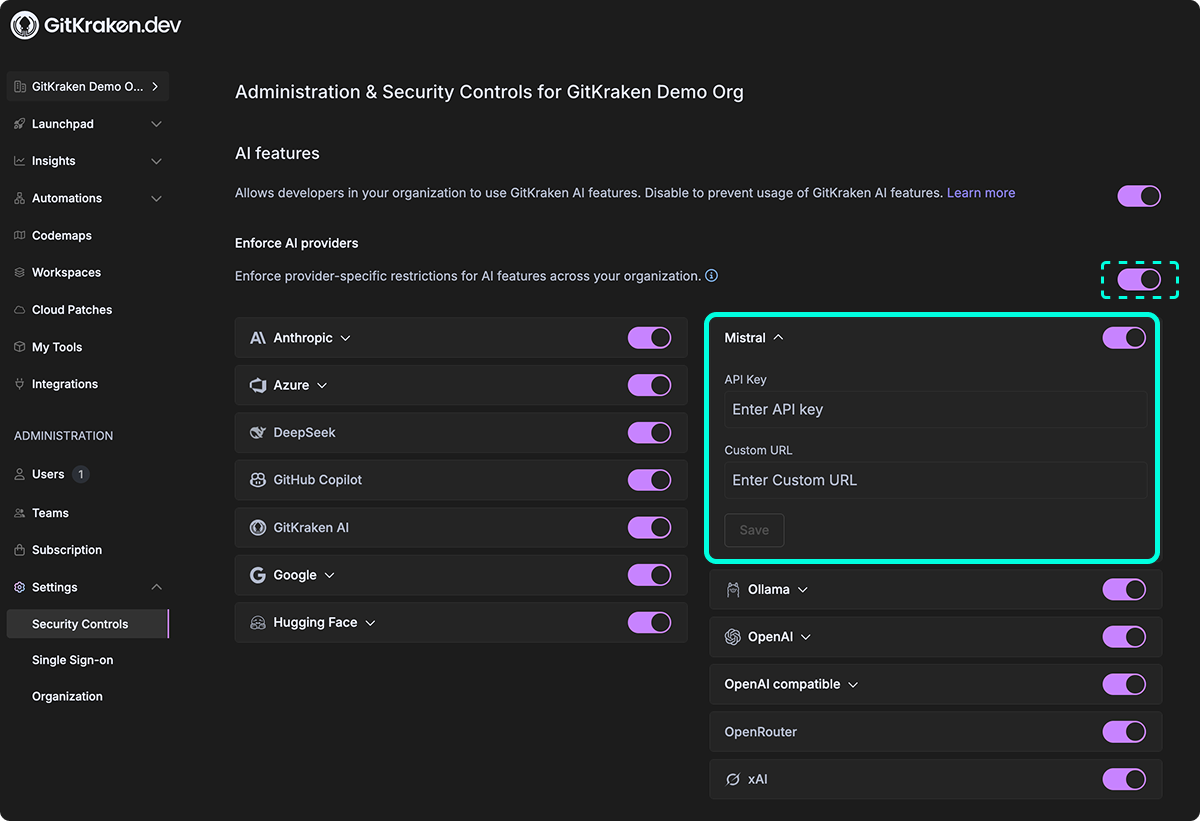 GitKraken.dev
GitKraken Demo O...
Launchpad
Insights
Automations
Codemaps
Workspaces
Cloud Patches
My Tools
Integrations
ADMINISTRATION
Users 1
Teams
Subscription
Settings
Security Controls
Single Sign-on
Organization
Administration & Security Controls for GitKraken Demo Org
AI features
Allows developers in your organization to use GitKraken AI features. Disable to prevent usage of GitKraken AI features. Learn more
Enforce AI providers
Enforce provider-specific restrictions for AI features across your organization.
Anthropic
Azure
DeepSeek
GitHub Copilot
GitKraken AI
Google
Hugging Face
Mistral
API Key
Enter API key
Custom URL
Enter Custom URL
Save
Ollama
OpenAI
OpenAI compatible
OpenRouter
xAI